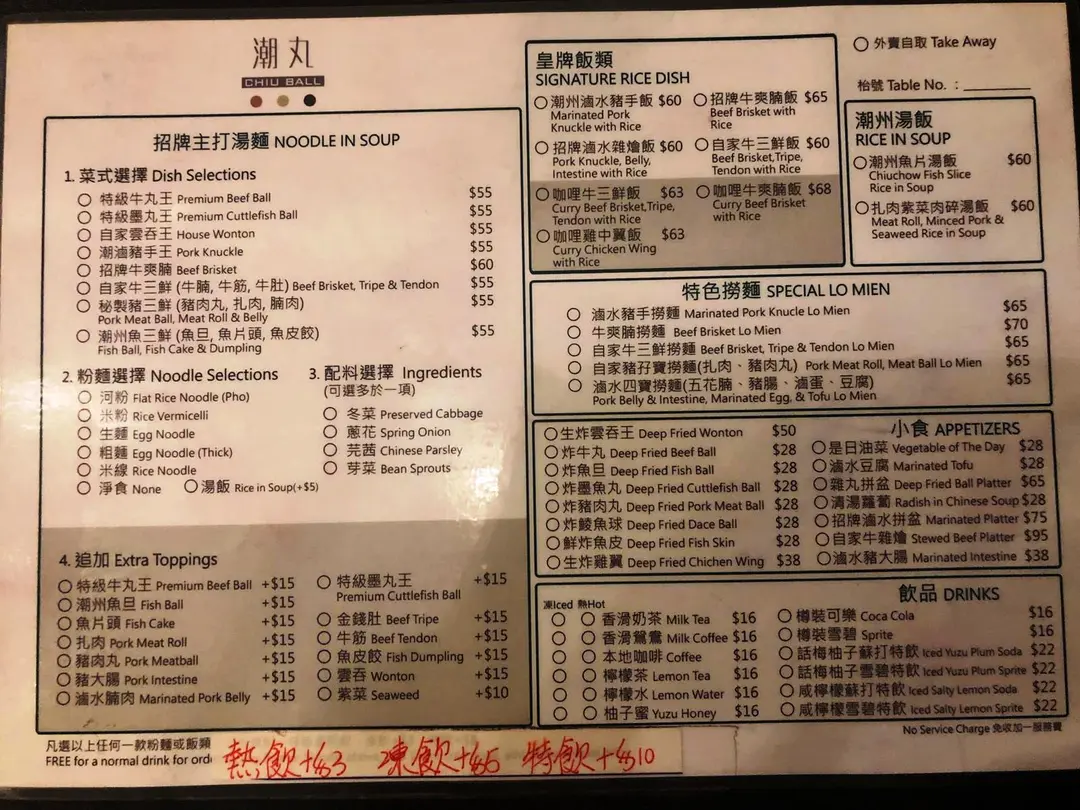 潮丸
CHIU BALL
招牌主打湯麵 NOODLE IN SOUP
1. 菜式選擇 Dish Selections
特級牛丸王 Premium Beef Ball $55
特級墨丸王 Premium Cuttlefish Ball $55
自家雲吞王 House Wonton $55
潮滷豬手王 Pork Knuckle $55
招牌牛爽腩 Beef Brisket $60
自家牛三鮮 (牛腩, 牛筋, 牛肚) Beef Brisket, Tripe & Tendon $55
秘製豬三鮮 (豬肉丸, 扎肉, 腩肉) $55
Pork Meat Ball, Meat Roll & Belly
潮州魚三鮮 (魚旦, 魚片頭, 魚皮餃) $55
Fish Ball, Fish Cake & Dumpling
2. 粉麵選擇 Noodle Selections
河粉 Flat Rice Noodle (Pho)
米粉 Rice Vermicelli
生麵 Egg Noodle
粗麵 Egg Noodle (Thick)
米線 Rice Noodle
淨食 None 湯飯 Rice in Soup(+$5)
3. 配料選擇 Ingredients
(可選多於一項)
冬菜 Preserved Cabbage
蔥花 Spring Onion
芫茜 Chinese Parsley
芽菜 Bean Sprouts
4. 追加 Extra Toppings
特級牛丸王 Premium Beef Ball +$15
潮州魚旦 Fish Ball +$15
魚片頭 Fish Cake +$15
扎肉 Pork Meat Roll +$15
豬肉丸 Pork Meatball +$15
豬大腸 Pork Intestine +$15
滷水腩肉 Marinated Pork Belly +$15
特級墨丸王 +$15
Premium Cuttlefish Ball
金錢肚 Beef Tripe +$15
牛筋 Beef Tendon +$15
魚皮餃 Fish Dumpling +$15
雲吞 Wonton +$15
紫菜 Seaweed +$10
凡選以上任何一款粉麵或飯類
FREE for a normal drink for
熱飲+$3 凍飲+$5 特飲+$10
皇牌飯類
SIGNATURE RICE DISH
潮州滷水豬手飯 $60
Marinated Pork
Knuckle with Rice
招牌滷水雜燴飯 $60
Pork Knuckle, Belly,
Intestine with Rice
咖哩牛三鮮飯 $63
Curry Beef Brisket,Tripe,
Tendon with Rice
咖哩雞中翼飯 $63
Curry Chicken Wing
with Rice
招牌牛爽腩飯 $65
Beef Brisket with
Rice
自家牛三鮮飯 $60
Beef Brisket,Tripe,
Tendon with Rice
咖哩牛爽腩飯 $68
Curry Beef Brisket
with Rice
外賣自取 Take Away
枱號 Table No. : ________
潮州湯飯
RICE IN SOUP
潮州魚片湯飯 $60
Chiuchow Fish Slice
Rice in Soup
扎肉紫菜肉碎湯飯 $60
Meat Roll, Minced Pork &
Seaweed Rice in Soup
特色撈麵 SPECIAL LO MIEN
滷水豬手撈麵 Marinated Pork Knucle Lo Mien $65
牛爽腩撈麵 Beef Brisket Lo Mien $70
自家牛三鮮撈麵 Beef Brisket, Tripe & Tendon Lo Mien $65
自家豬孖寶撈麵(扎肉、豬肉丸) Pork Meat Roll, Meat Ball Lo Mien $65
滷水四寶撈麵(五花腩、豬腸、滷蛋、豆腐) $65
Pork Belly & Intestine, Marinated Egg, & Tofu Lo Mien
小食 APPETIZERS
生炸雲吞王 Deep Fried Wonton $50
炸牛丸 Deep Fried Beef Ball $28
炸魚旦 Deep Fried Fish Ball $28
炸墨魚丸 Deep Fried Cuttlefish Ball $28
炸豬肉丸 Deep Fried Pork Meat Ball $28
炸鯪魚球 Deep Fried Dace Ball $28
鮮炸魚皮 Deep Fried Fish Skin $28
生炸雞翼 Deep Fried Chichen Wing $38
是日油菜 Vegetable of The Day $28
滷水豆腐 Marinated Tofu $28
雜丸拼盆 Deep Fried Ball Platter $65
清湯蘿蔔 Radish in Chinese Soup $28
招牌滷水拼盆 Marinated Platter $75
自家牛雜燴 Stewed Beef Platter $95
滷水豬大腸 Marinated Intestine $38
飲品 DRINKS
凍Iced 熱Hot
香滑奶茶 Milk Tea $16
香滑鴛鴦 Milk Coffee $16
本地咖啡 Coffee $16
檸檬茶 Lemon Tea $16
檸檬水 Lemon Water $16
柚子蜜 Yuzu Honey $16
樽裝可樂 Coca Cola $16
樽裝雪碧 Sprite $16
話梅柚子蘇打特飲 Iced Yuzu Plum Soda $22
話梅柚子雪碧特飲 Iced Yuzu Plum Sprite $22
咸檸檬蘇打特飲 Iced Salty Lemon Soda $22
咸檸檬雪碧特飲 Iced Salty Lemon Sprite $22
No Service Charge 免收加一服務費